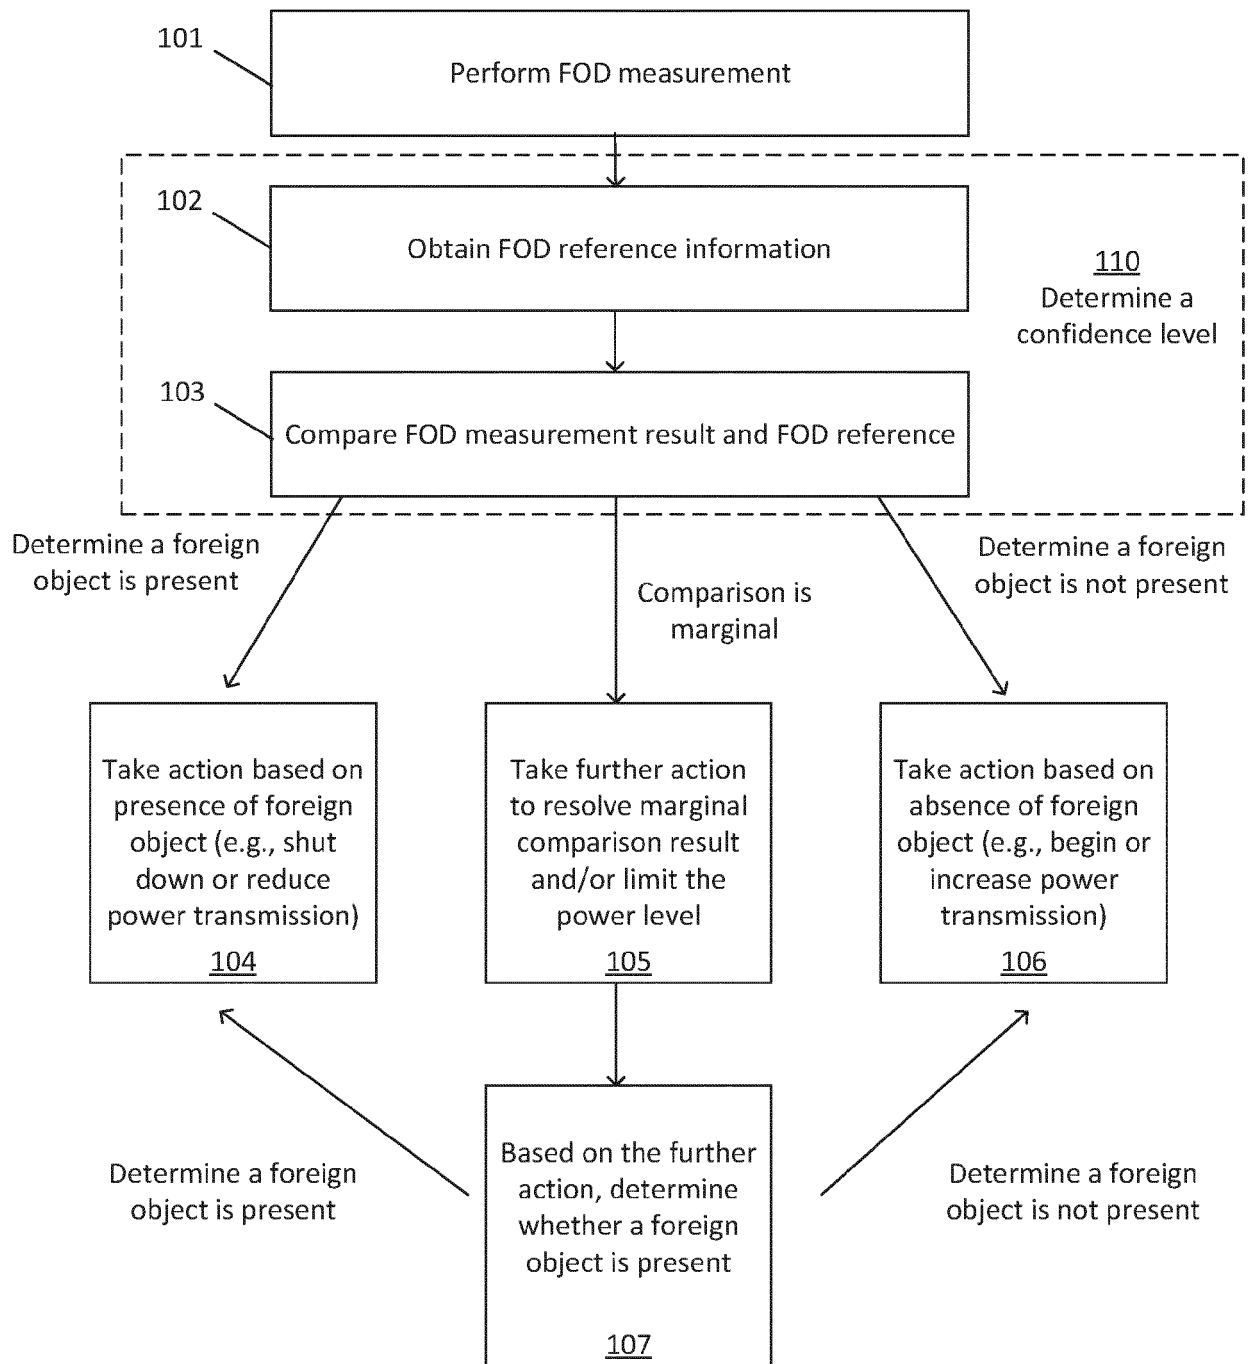 101
Perform FOD measurement
102
Obtain FOD reference information
110
Determine a
confidence level
103
Compare FOD measurement result and FOD reference
Determine a foreign
object is present
Comparison is
marginal
Determine a foreign
object is not present
Take action based on
presence of foreign
object (e.g., shut
down or reduce
power transmission)
104
Take further action
to resolve marginal
comparison result
and/or limit the
power level
105
Take action based on
absence of foreign
object (e.g., begin or
increase power
transmission)
106
Determine a foreign
object is present
Based on the further
action, determine
whether a foreign
object is present
107
Determine a foreign
object is not present